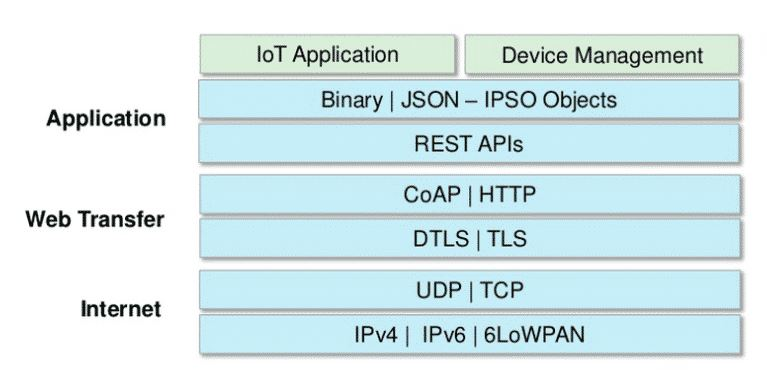 IoT Application
Device Management
Application
Binary | JSON – IPSO Objects
REST APIs
Web Transfer
CoAP | HTTP
DTLS | TLS
Internet
UDP | TCP
IPv4 | IPv6 | 6LoWPAN